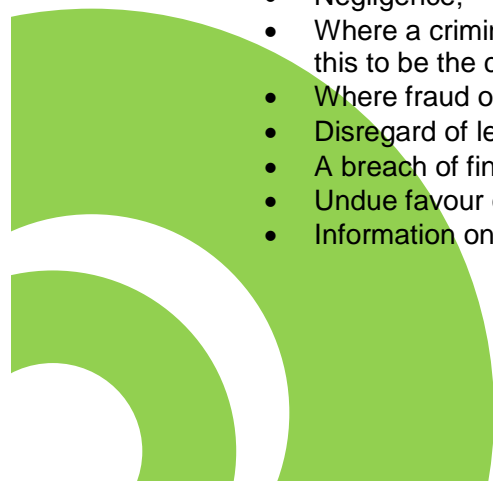 Negligence;
• Where a crimin
this to be the c
• Where fraud o
• Disregard of le
• A breach of fin
• Undue favour
• Information on